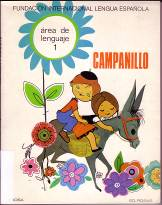 FUNDACIÓN INTERNACIONAL LENGUA ESPAÑOLA
área de
lenguaje
1
CAMPANILLO